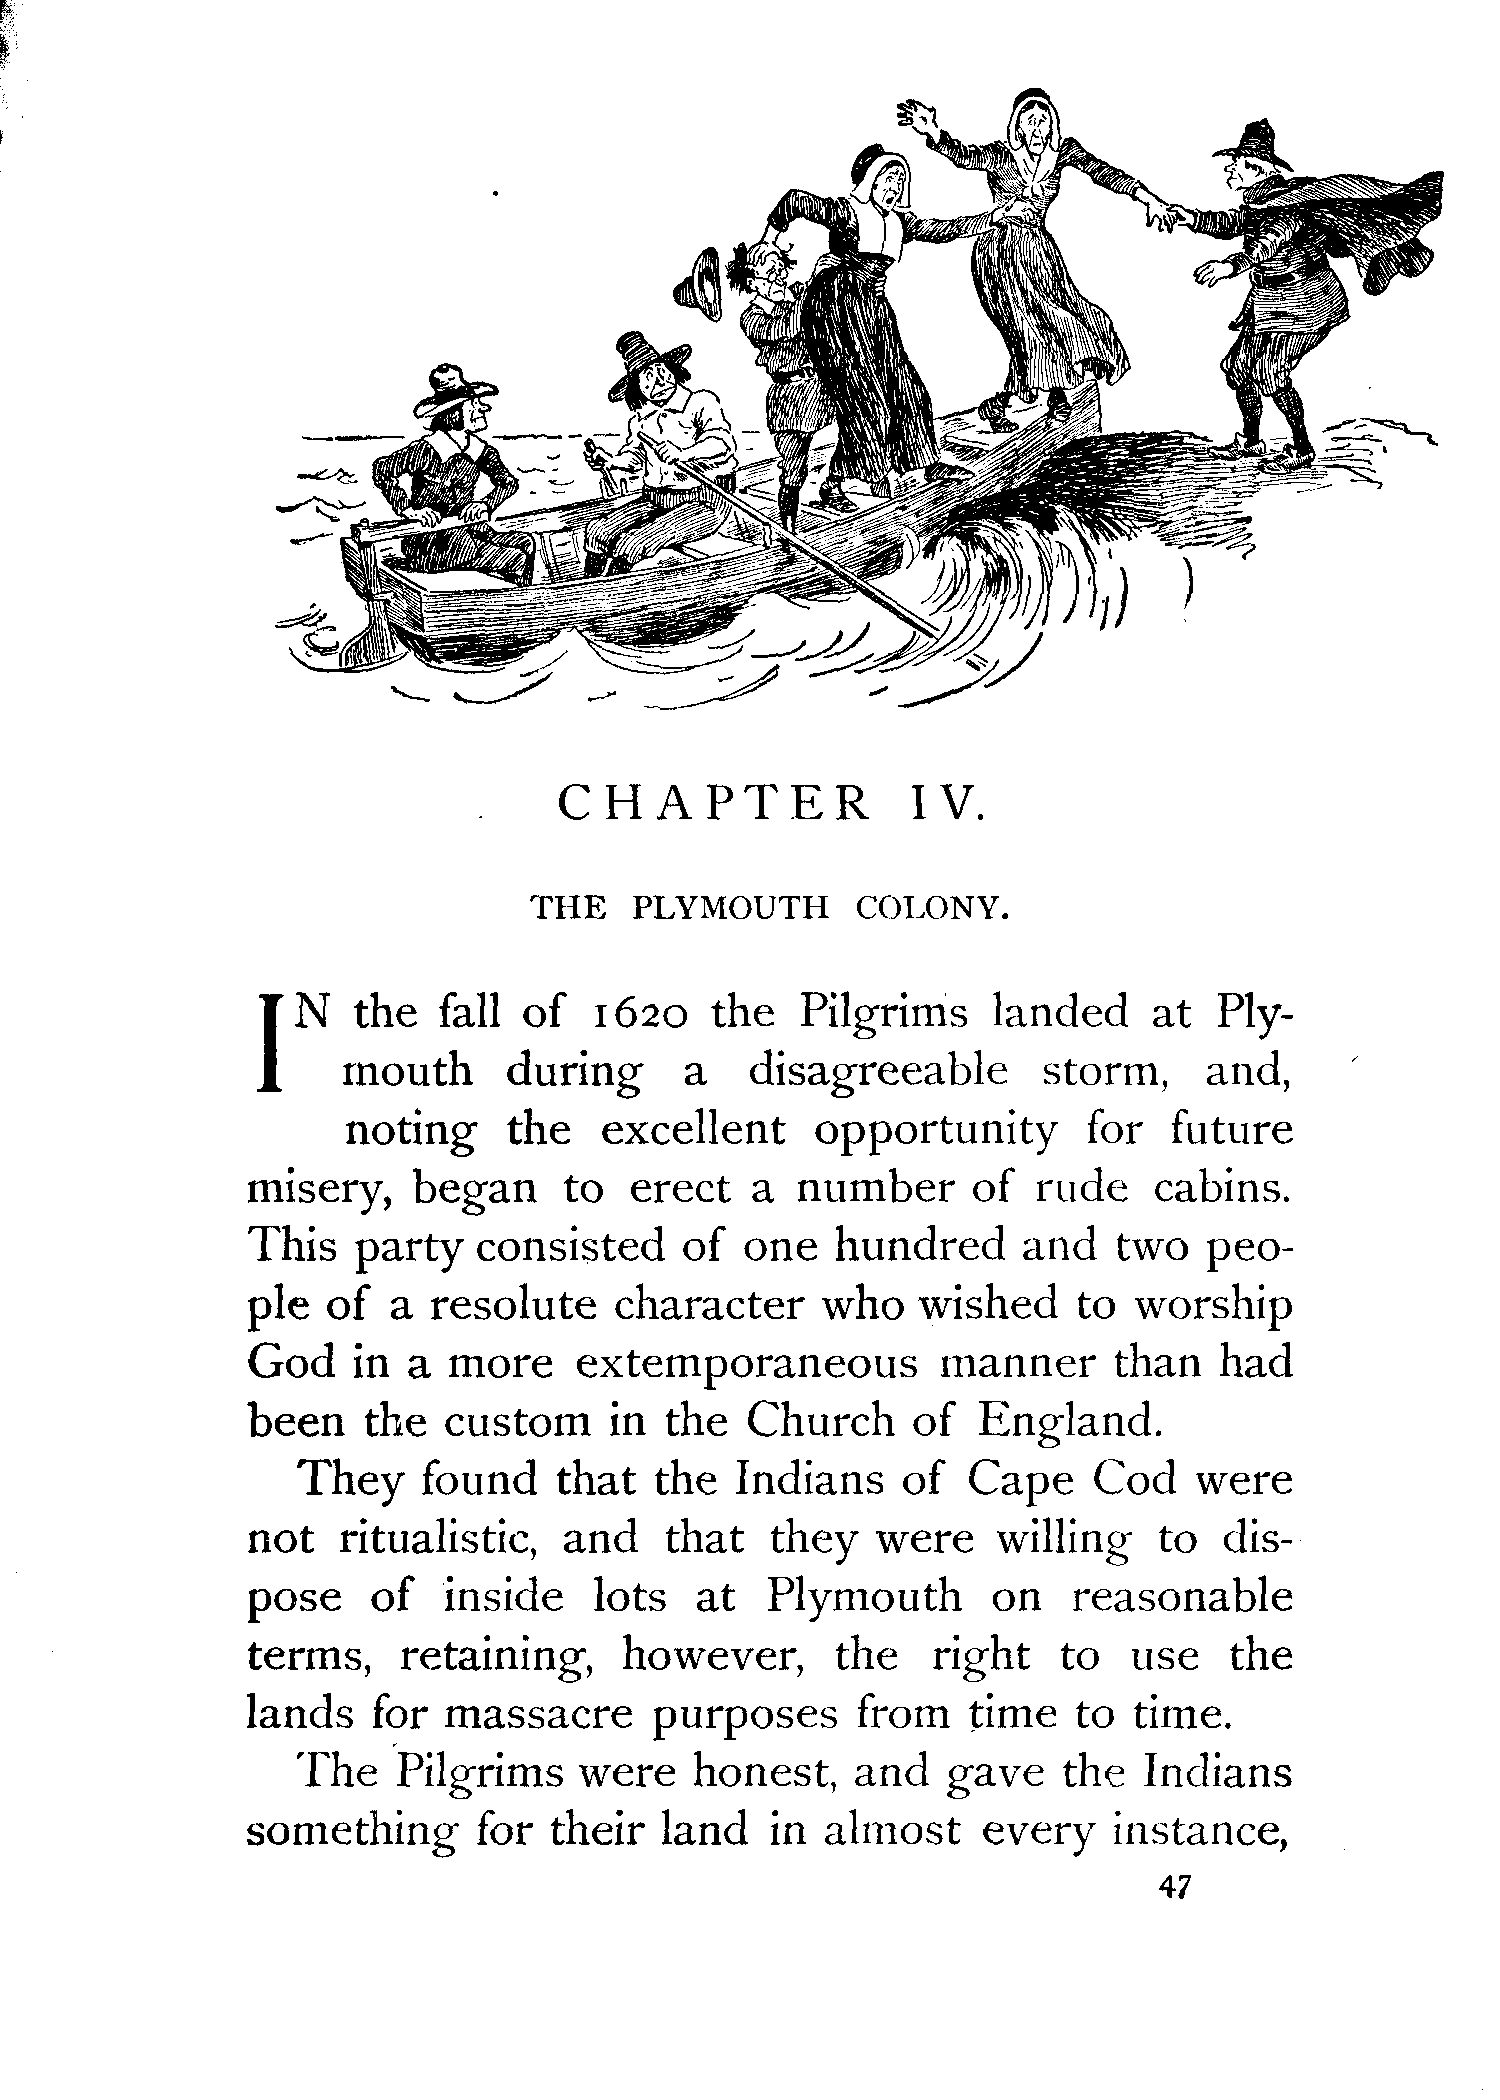 CHAPTER IV.
THE PLYMOUTH COLONY.
IN the fall of 1620 the Pilgrims landed at Ply-
mouth during a disagreeable storm, and,
noting the excellent opportunity for future
misery, began to erect a number of rude cabins.
This party consisted of one hundred and two peo-
ple of a resolute character who wished to worship
God in a more extemporaneous manner than had
been the custom in the Church of England.
They found that the Indians of Cape Cod were
not ritualistic, and that they were willing to dis-
pose of inside lots at Plymouth on reasonable
terms, retaining, however, the right to use the
lands for massacre purposes from time to time.
The Pilgrims were honest, and gave the Indians
something for their land in almost every instance,
47